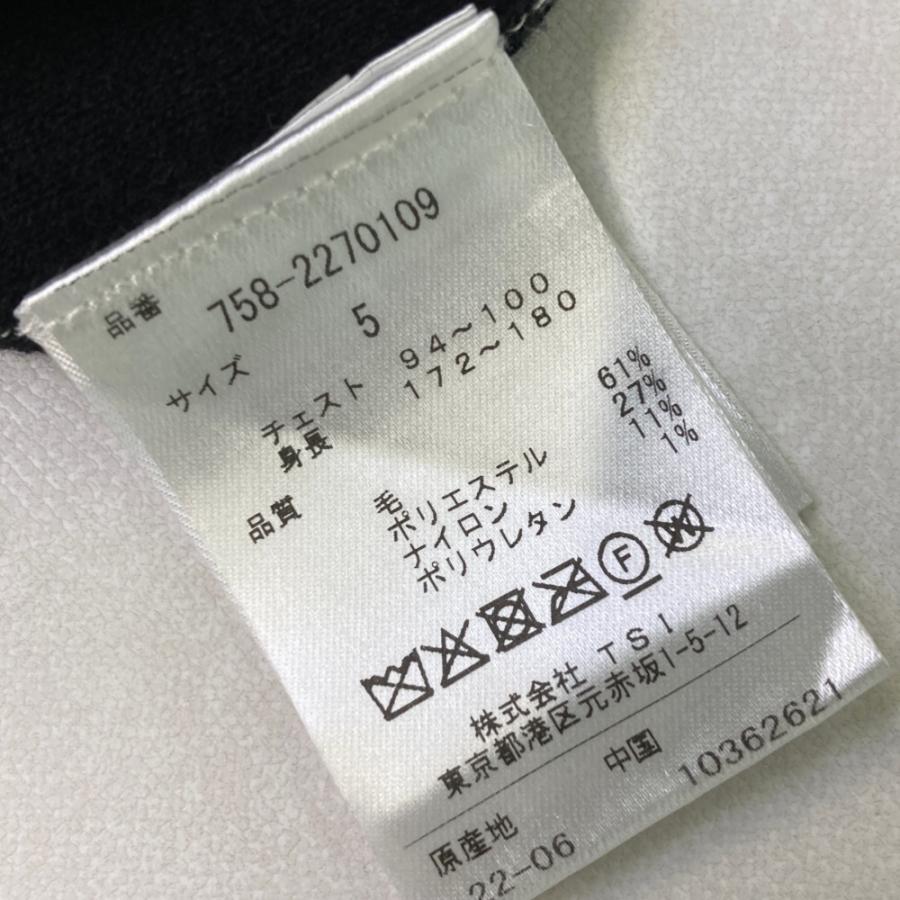 品番 758-2270109
サイズ 5
チェスト 94~100
身長 172~180
品質 毛 61%
ポリエステル 27%
ナイロン 11%
ポリウレタン 1%
F W
株式会社 TSI
東京都港区元赤坂1-5-12
原産地 中国
22-06 10362621